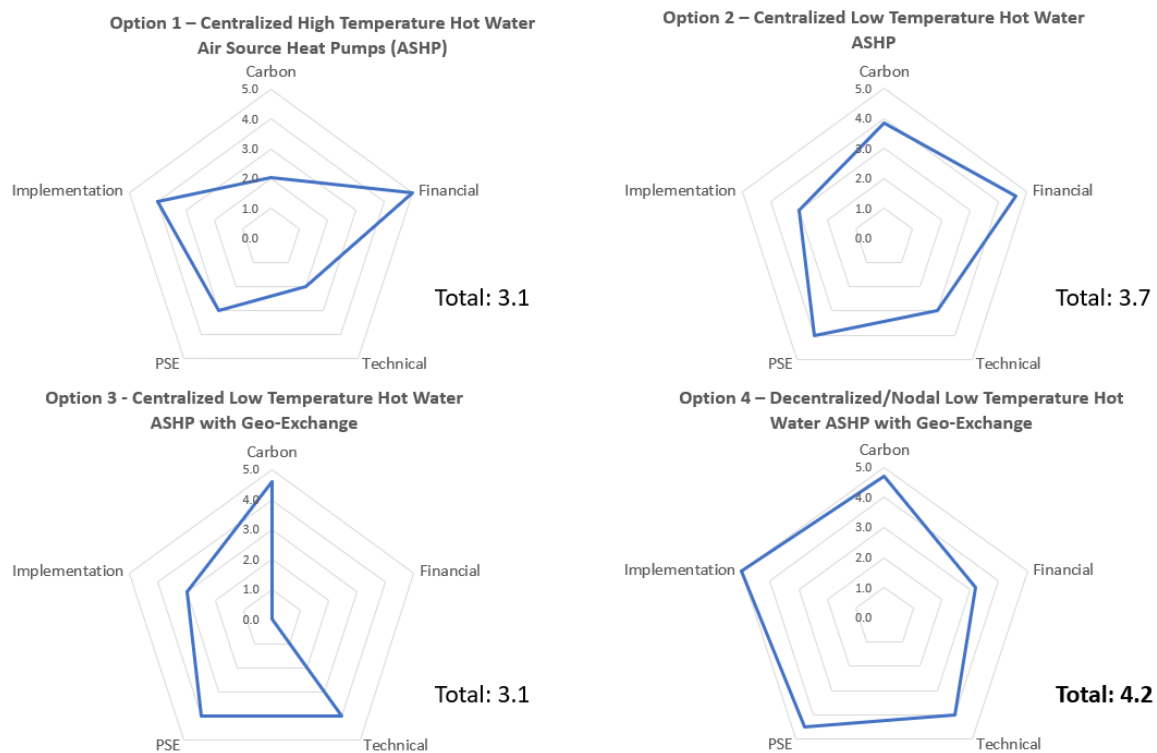 Option 1 – Centralized High Temperature Hot Water
Air Source Heat Pumps (ASHP)
Carbon
5.0
4.0
3.0
2.0
1.0
0.0
Implementation
Financial
PSE
Technical
Total: 3.1
Option 2 – Centralized Low Temperature Hot Water
ASHP
Carbon
5.0
4.0
3.0
2.0
1.0
0.0
Implementation
Financial
PSE
Technical
Total: 3.7
Option 3 - Centralized Low Temperature Hot Water
ASHP with Geo-Exchange
Carbon
5.0
4.0
3.0
2.0
1.0
0.0
Implementation
Financial
PSE
Technical
Total: 3.1
Option 4 – Decentralized/Nodal Low Temperature Hot
Water ASHP with Geo-Exchange
Carbon
5.0
4.0
3.0
2.0
1.0
0.0
Implementation
Financial
PSE
Technical
Total: 4.2